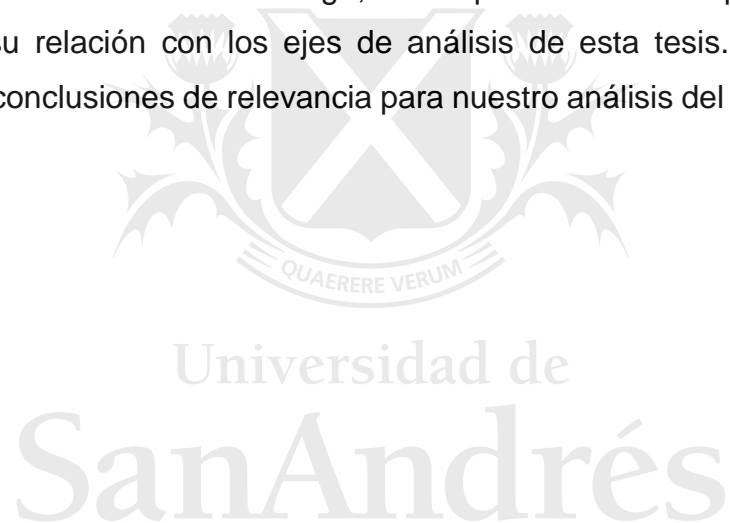 su relación con los ejes de análisis de esta tesis.
conclusiones de relevancia para nuestro análisis del
QUAERERE VERUM
Universidad de
SanAndrés